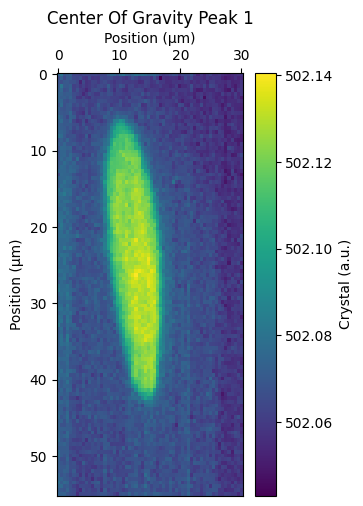 Center Of Gravity Peak 1
Position (μm)
0 10 20 30
0
10
20
30
40
50
Position (μm)
502.14
502.12
502.10
502.08
502.06
Crystal (a.u.)